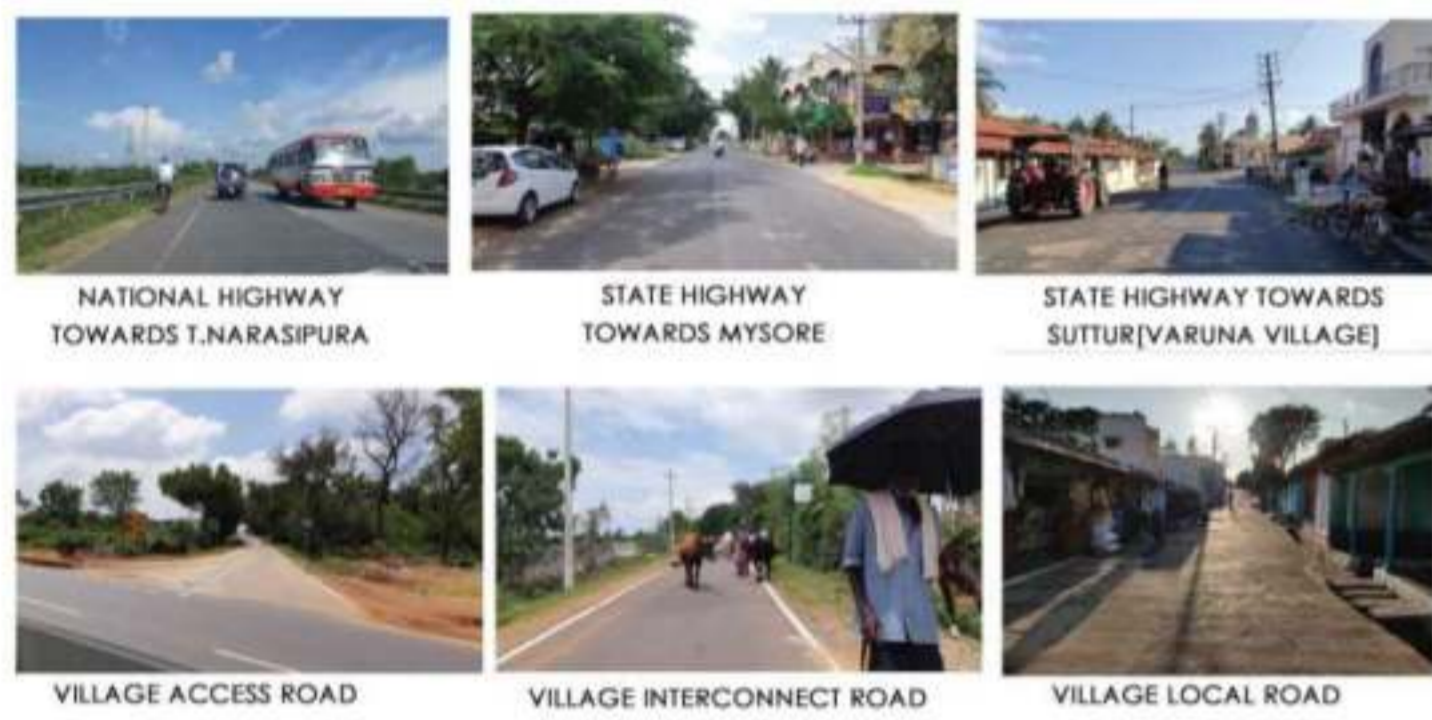 NATIONAL HIGHWAY
TOWARDS T.NARASIPURA
STATE HIGHWAY
TOWARDS MYSORE
STATE HIGHWAY TOWARDS
SUTTUR[VARUNA VILLAGE]
VILLAGE ACCESS ROAD
VILLAGE INTERCONNECT ROAD
VILLAGE LOCAL ROAD